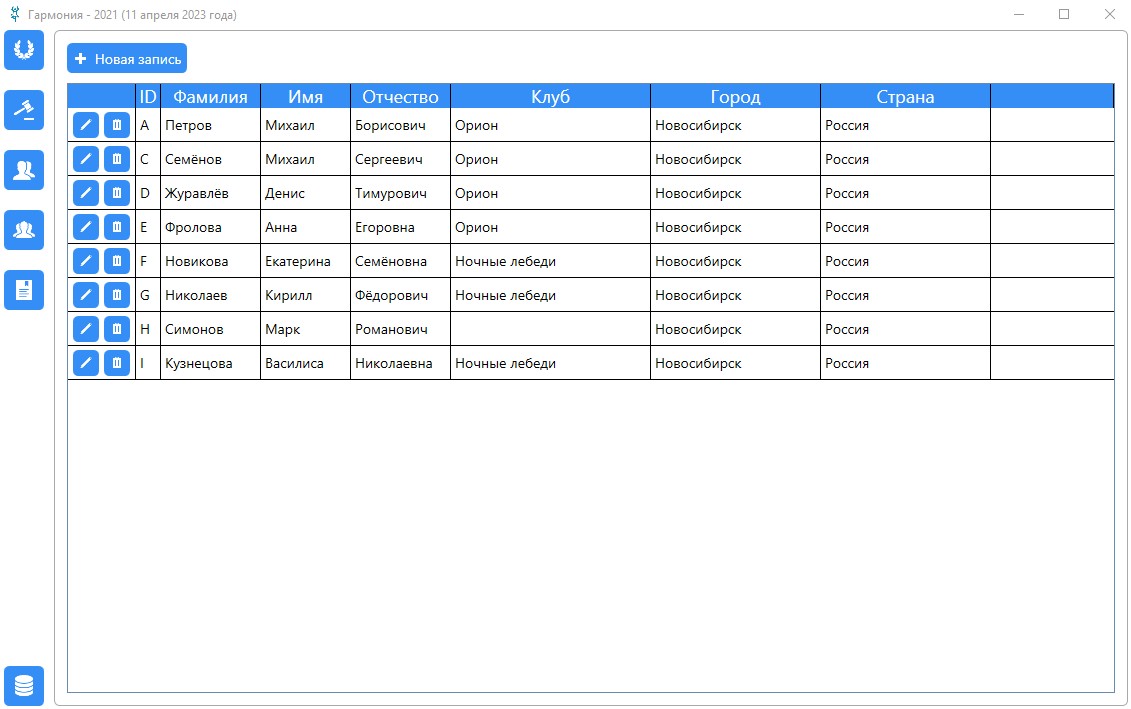 Гармония - 2021 (11 апреля 2023 года)
Новая запись
ID Фамилия Имя Отчество Клуб Город Страна
A Петров Михаил Борисович Орион Новосибирск Россия
C Семёнов Михаил Сергеевич Орион Новосибирск Россия
D Журавлёв Денис Тимурович Орион Новосибирск Россия
E Фролова Анна Егоровна Орион Новосибирск Россия
F Новикова Екатерина Семёновна Ночные лебеди Новосибирск Россия
G Николаев Кирилл Фёдорович Ночные лебеди Новосибирск Россия
H Симонов Марк Романович Новосибирск Россия
I Кузнецова Василиса Николаевна Ночные лебеди Новосибирск Россия